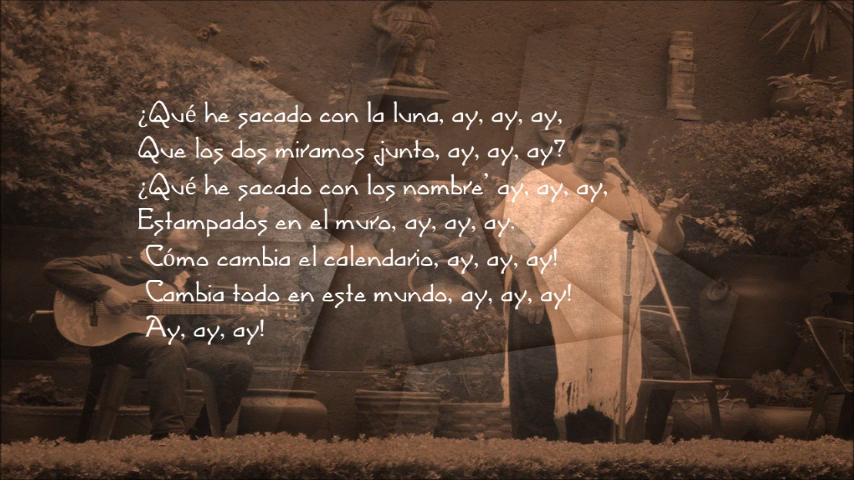 ¿Qué he sacado con la luna, ay, ay, ay,
Que los dos miramos junto, ay, ay, ay?
¿Qué he sacado con los nombre' ay, ay, ay,
Estampados en el muro, ay, ay, ay.
Cómo cambia el calendario, ay, ay, ay!
Cambia todo en este mundo, ay, ay, ay!
Ay, ay, ay!